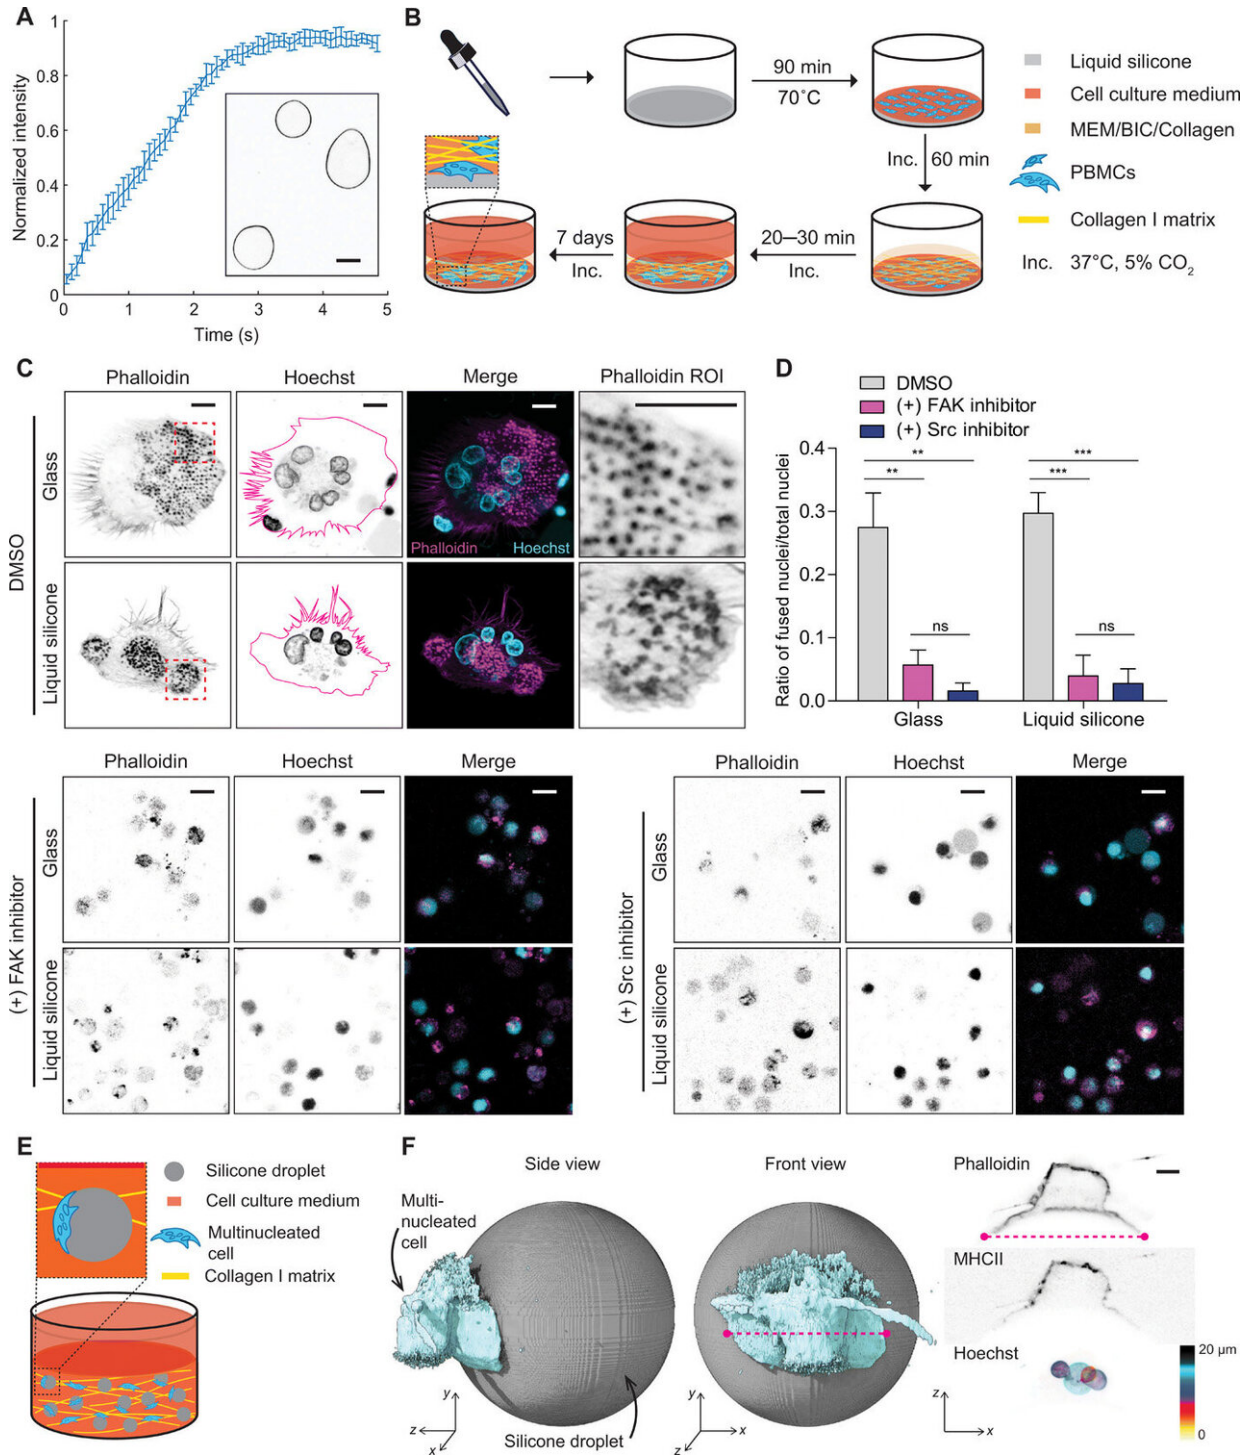 A
Normalized intensity
1
0.8
0.6
0.4
0.2
0
0 1 2 3 4 5
Time (s)
B
90 min
70˚C
Inc. 60 min
20–30 min
Inc.
7 days
Inc.
Liquid silicone
Cell culture medium
MEM/BIC/Collagen
PBMCs
Collagen I matrix
Inc. 37°C, 5% CO2
C
Phalloidin Hoechst Merge Phalloidin ROI
DMSO
Glass
Phalloidin Hoechst
Liquid silicone
D
DMSO
(+) FAK inhibitor
(+) Src inhibitor
Ratio of fused nuclei/total nuclei
0.4
0.3
0.2
0.1
0.0
**
**
ns
***
***
ns
Glass Liquid silicone
Phalloidin Hoechst Merge
(+) FAK inhibitor
Glass
Liquid silicone
Phalloidin Hoechst Merge
(+) Src inhibitor
Glass
Liquid silicone
E
Silicone droplet
Cell culture medium
Multinucleated
cell
Collagen I matrix
F
Side view
Front view
Multi-
nucleated
cell
Silicone droplet
y
z
x
y
z
x
Phalloidin
MHCII
Hoechst
z
x
20 µm
0